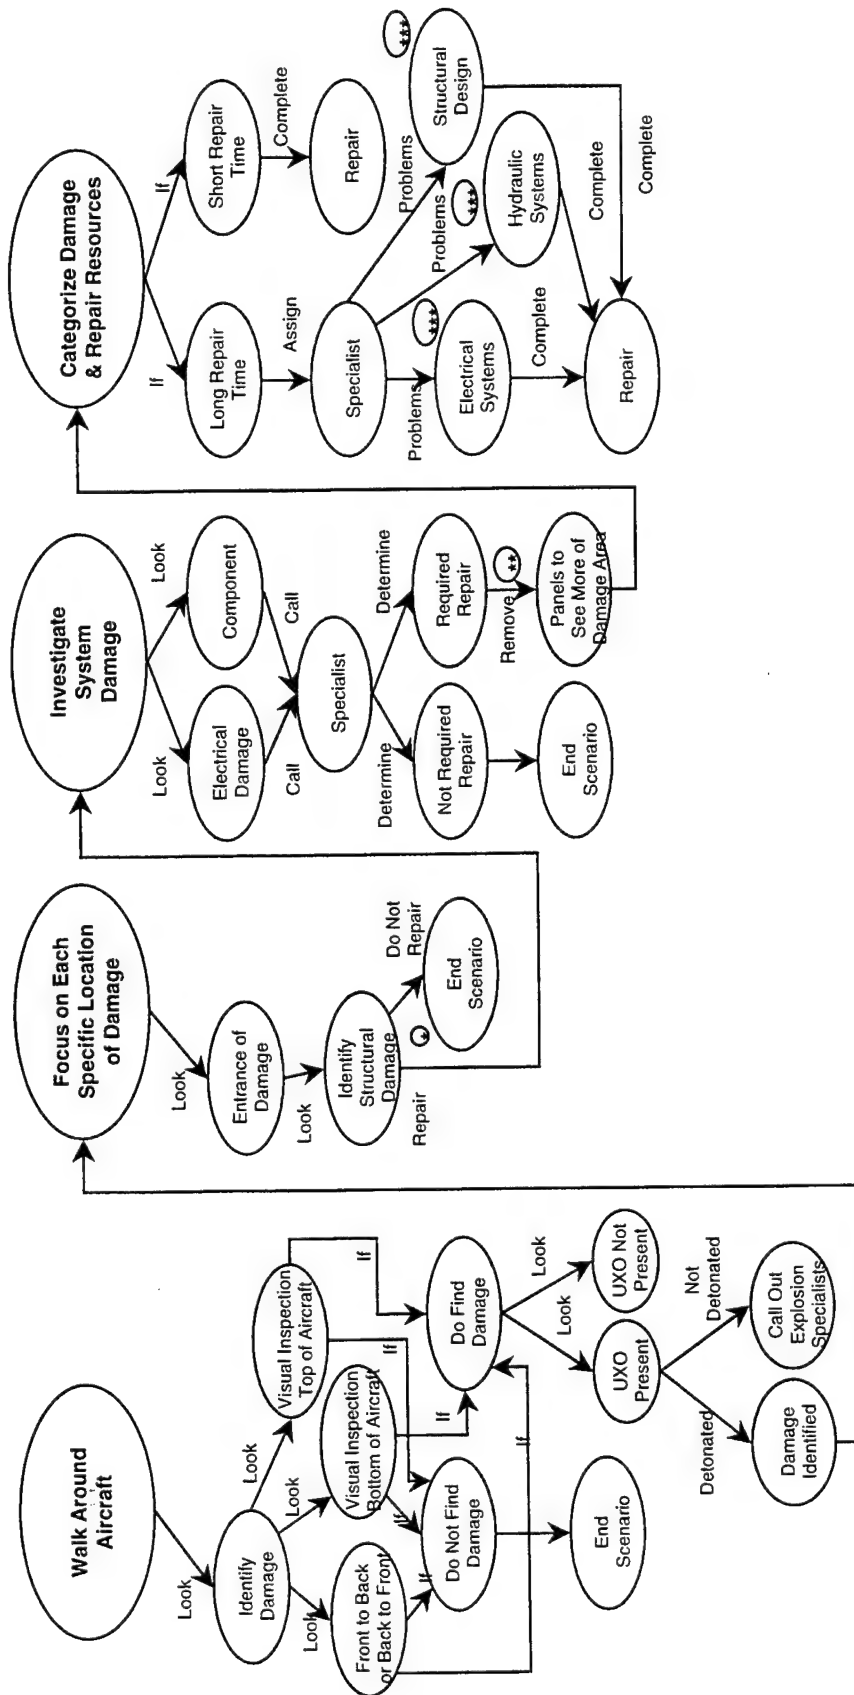 Walk Around
Aircraft
Look
Identify
Damage
Look
Look
Look
Front to Back
or Back to Front
Visual Inspection
Bottom of Aircraft
Visual Inspection
Top of Aircraft
If
If
If
If
If
If
Do Not Find
Damage
Do Find
Damage
End
Scenario
Look
Look
UXO
Present
UXO Not
Present
Detonated
Not
Detonated
Damage
Identified
Call Out
Explosion
Specialists
Focus on Each
Specific Location
of Damage
Look
Entrance of
Damage
Look
Identify
Structural
Damage
Repair
*
Do Not
Repair
End
Scenario
Investigate
System
Damage
Look
Look
Electrical
Damage
Component
Call
Call
Specialist
Determine
Determine
Not Required
Repair
Required
Repair
Remove
**
End
Scenario
Panels to
See More of
Damage Area
Categorize Damage
& Repair Resources
If
If
Long Repair
Time
Short Repair
Time
Assign
Complete
Specialist
Repair
Problems
Problems
Problems
***
***
***
Electrical
Systems
Hydraulic
Systems
Structural
Design
Complete
Complete
Complete
Repair